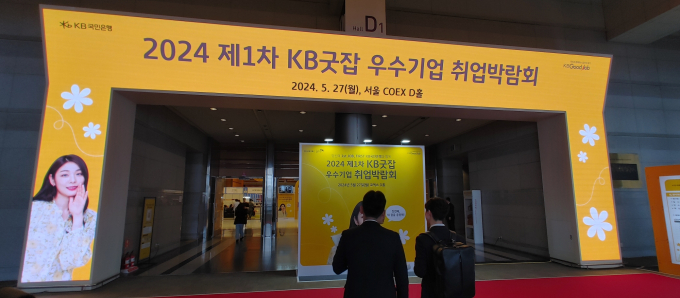 KB 국민은행
Hall D1
2024 제1차 KB굿잡 우수기업 취업박람회
2024. 5. 27(월), 서울 COEX D홀
2024 제1차 KB굿잡
우수기업 취업박람회